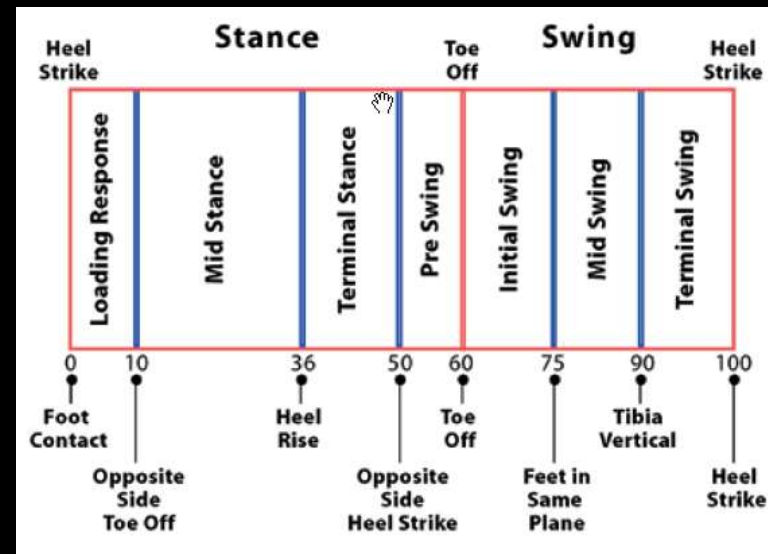 Stance
Swing
Heel
Strike
Toe
Off
Heel
Strike
Loading Response
Mid Stance
Terminal Stance
Pre Swing
Initial Swing
Mid Swing
Terminal Swing
0
10
36
50
60
75
90
100
Foot
Contact
Heel
Rise
Toe
Off
Tibia
Vertical
Opposite
Side
Toe Off
Opposite
Side
Heel Strike
Feet in
Same
Plane
Heel
Strike